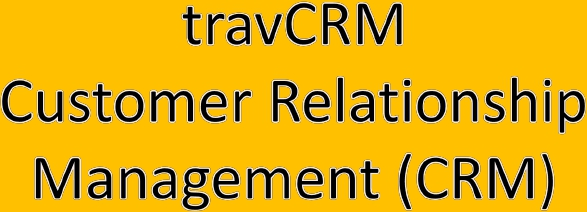 travCRM
Customer Relationship
Management (CRM)